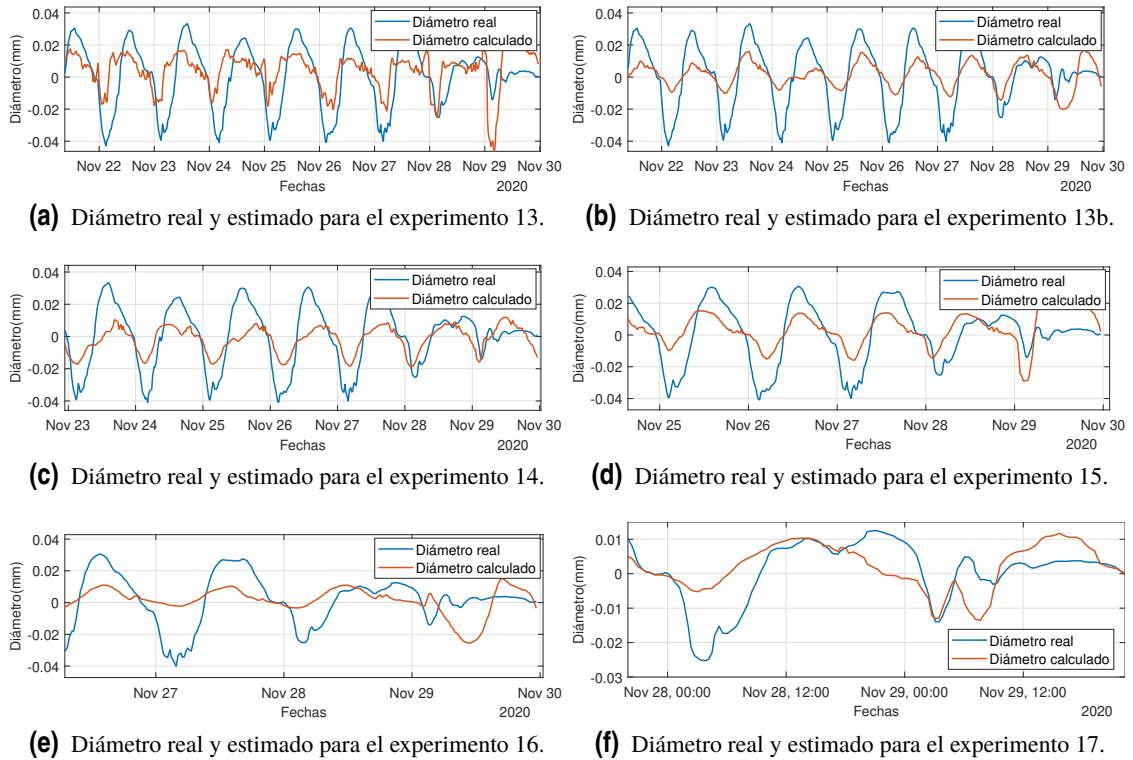 Diámetro real
Diámetro calculado
Diámetro(mm)
0.04
0.02
0
-0.02
-0.04
Nov 22 Nov 23 Nov 24 Nov 25 Nov 26 Nov 27 Nov 28 Nov 29 Nov 30
Fechas 2020
(a) Diámetro real y estimado para el experimento 13.
Diámetro real
Diámetro calculado
Diámetro(mm)
0.04
0.02
0
-0.02
-0.04
Nov 22 Nov 23 Nov 24 Nov 25 Nov 26 Nov 27 Nov 28 Nov 29 Nov 30
Fechas 2020
(b) Diámetro real y estimado para el experimento 13b.
Diámetro real
Diámetro calculado
Diámetro(mm)
0.04
0.02
0
-0.02
-0.04
Nov 23 Nov 24 Nov 25 Nov 26 Nov 27 Nov 28 Nov 29 Nov 30
Fechas 2020
(c) Diámetro real y estimado para el experimento 14.
Diámetro real
Diámetro calculado
Diámetro(mm)
0.04
0.02
0
-0.02
-0.04
Nov 25 Nov 26 Nov 27 Nov 28 Nov 29 Nov 30
Fechas 2020
(d) Diámetro real y estimado para el experimento 15.
Diámetro real
Diámetro calculado
Diámetro(mm)
0.04
0.02
0
-0.02
-0.04
Nov 27 Nov 28 Nov 29 Nov 30
Fechas 2020
(e) Diámetro real y estimado para el experimento 16.
Diámetro(mm)
0.01
0
-0.01
-0.02
-0.03
Diámetro real
Diámetro calculado
Nov 28, 00:00 Nov 28, 12:00 Nov 29, 00:00 Nov 29, 12:00
Fechas 2020
(f) Diámetro real y estimado para el experimento 17.